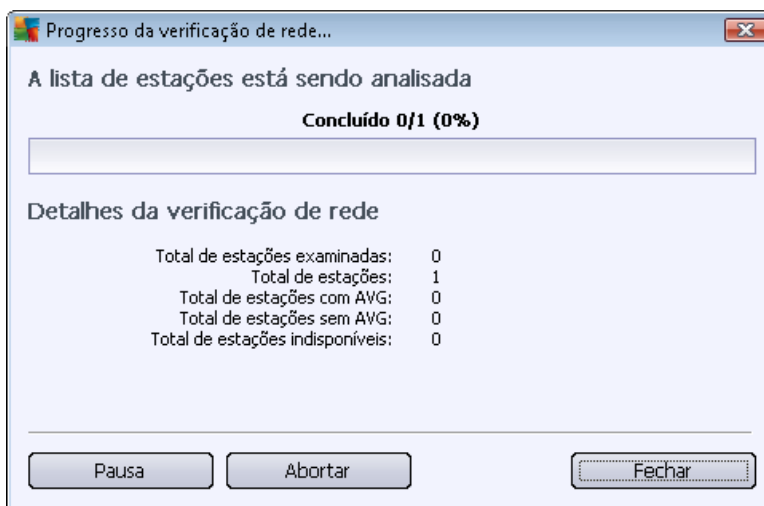 Progresso da verificação de rede...
A lista de estações está sendo analisada
Concluído 0/1 (0%)
Detalhes da verificação de rede
Total de estações examinadas: 0
Total de estações: 1
Total de estações com AVG: 0
Total de estações sem AVG: 0
Total de estações indisponíveis: 0
Pausa Abortar Fechar